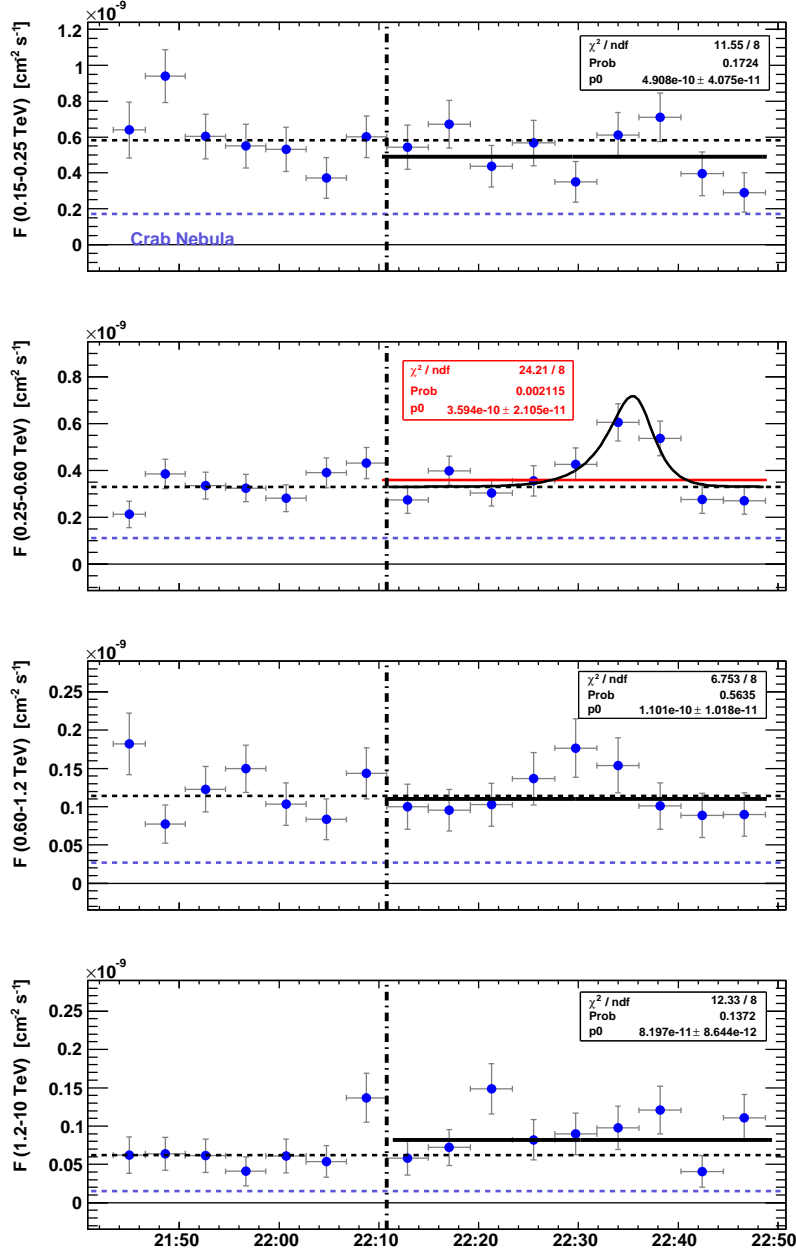 ×10⁻⁹
F (0.15-0.25 TeV) [cm⁻² s⁻¹]
1.2
1
0.8
0.6
0.4
0.2
0
χ² / ndf 11.55 / 8
Prob 0.1724
p0 4.908e-10 ± 4.075e-11
Crab Nebula
×10⁻⁹
F (0.25-0.60 TeV) [cm⁻² s⁻¹]
0.8
0.6
0.4
0.2
0
χ² / ndf 24.21 / 8
Prob 0.002115
p0 3.594e-10 ± 2.105e-11
×10⁻⁹
F (0.60-1.2 TeV) [cm⁻² s⁻¹]
0.25
0.2
0.15
0.1
0.05
0
χ² / ndf 6.753 / 8
Prob 0.5635
p0 1.101e-10 ± 1.018e-11
×10⁻⁹
F (1.2-10 TeV) [cm⁻² s⁻¹]
0.25
0.2
0.15
0.1
0.05
0
χ² / ndf 12.33 / 8
Prob 0.1372
p0 8.197e-11 ± 8.644e-12
21:50 22:00 22:10 22:20 22:30 22:40 22:50